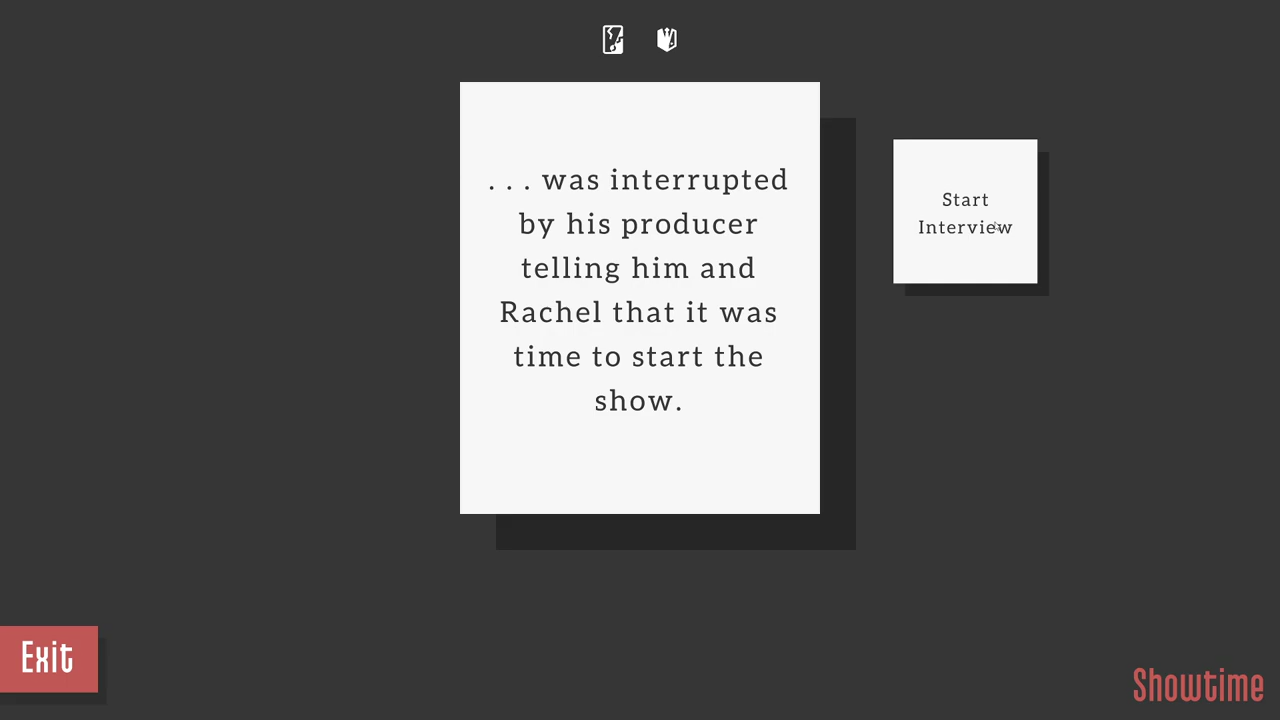 . . . was interrupted
by his producer
telling him and
Rachel that it was
time to start the
show.
Start
Interview
Exit
Showtime